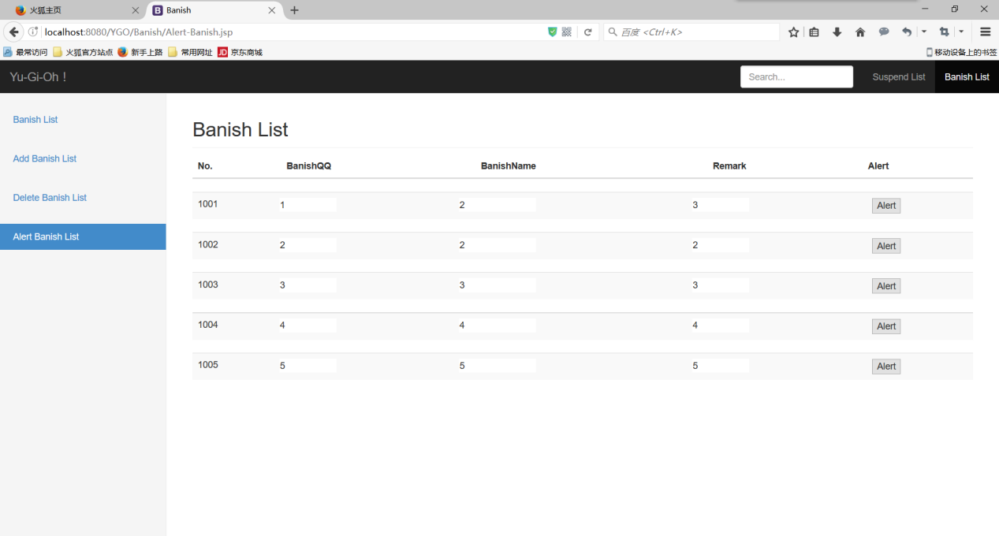 火狐主页 Banish
localhost:8080/YGO/Banish/Alert-Banish.jsp 百度 <Ctrl+K>
最常访问 火狐官方站点 新手上路 常用网址 JD 京东商城 移动设备上的书签
Yu-Gi-Oh！ Search... Suspend List Banish List
Banish List
Add Banish List
Delete Banish List
Alert Banish List
Banish List
No. BanishQQ BanishName Remark Alert
1001 1 2 3 Alert
1002 2 2 2 Alert
1003 3 3 3 Alert
1004 4 4 4 Alert
1005 5 5 5 Alert